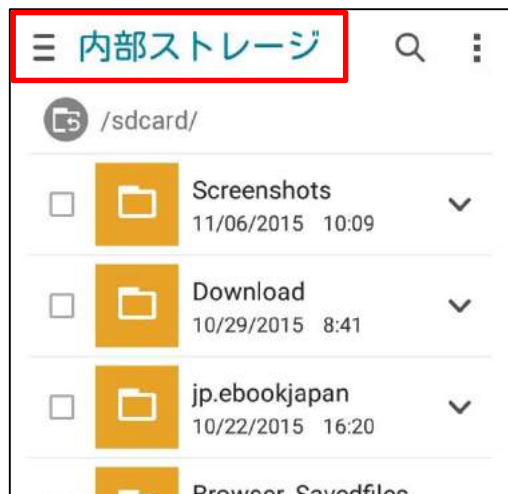 内部ストレージ
/sdcard/
Screenshots
11/06/2015 10:09
Download
10/29/2015 8:41
jp.ebookjapan
10/22/2015 16:20
Browser_Savedfiles